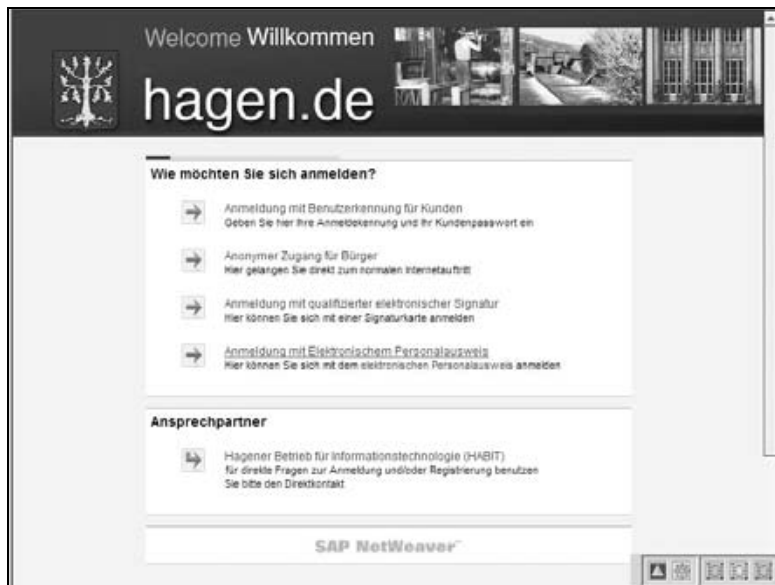 Welcome Willkommen
hagen.de
Wie möchten Sie sich anmelden?
Anmeldung mit Benutzerkennung für Kunden
Geben Sie hier Ihre Anmeldekennung und Ihr Kundenpasswort ein
Anonymer Zugang für Bürger
Hier gelangen Sie direkt zum normalen Internetauftritt
Anmeldung mit qualifizierter elektronischer Signatur
Hier können Sie sich mit einer Signaturkarte anmelden
Anmeldung mit Elektronischem Personalausweis
Hier können Sie sich mit dem elektronischen Personalausweis anmelden
Ansprechpartner
Hagener Betrieb für Informationstechnologie (HABIT)
für direkte Fragen zur Anmeldung und/oder Registrierung benutzen
Sie bitte den Direktkontakt
SAP NetWeaver™